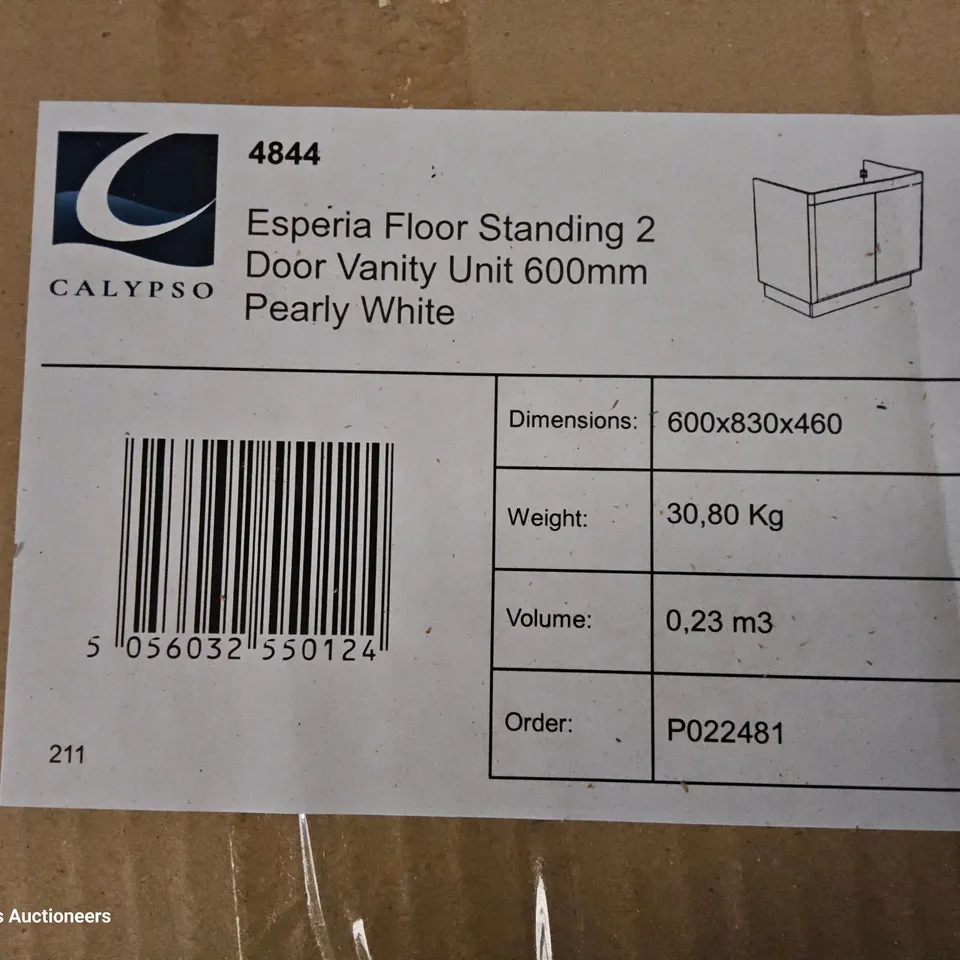 4844
Esperia Floor Standing 2
Door Vanity Unit 600mm
Pearly White
CALYPSO
Dimensions: 600x830x460
Weight: 30,80 Kg
Volume: 0,23 m3
Order: P022481
5 056032 550124
211
s Auctioneers